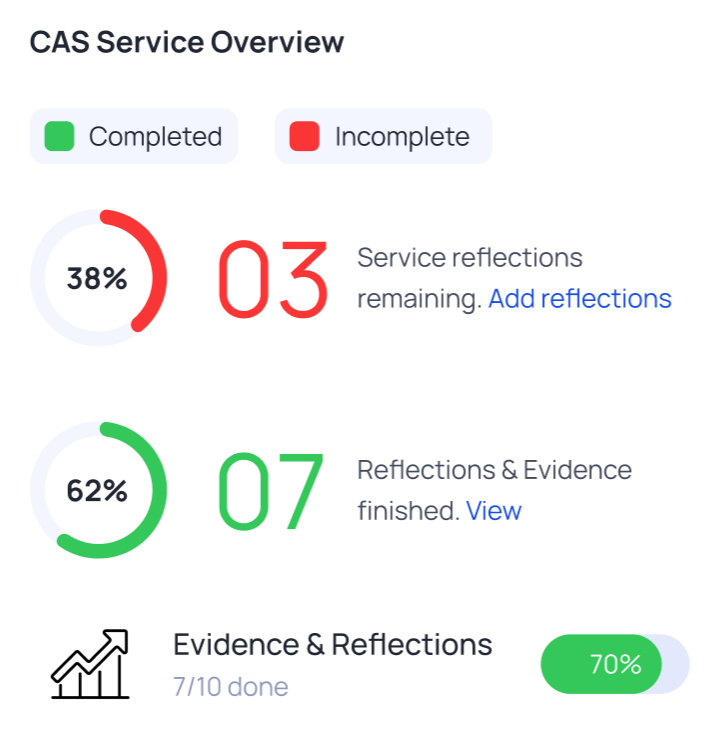 CAS Service Overview
Completed
Incomplete
38%
03
Service reflections
remaining. Add reflections
62%
07
Reflections & Evidence
finished. View
Evidence & Reflections
7/10 done
70%